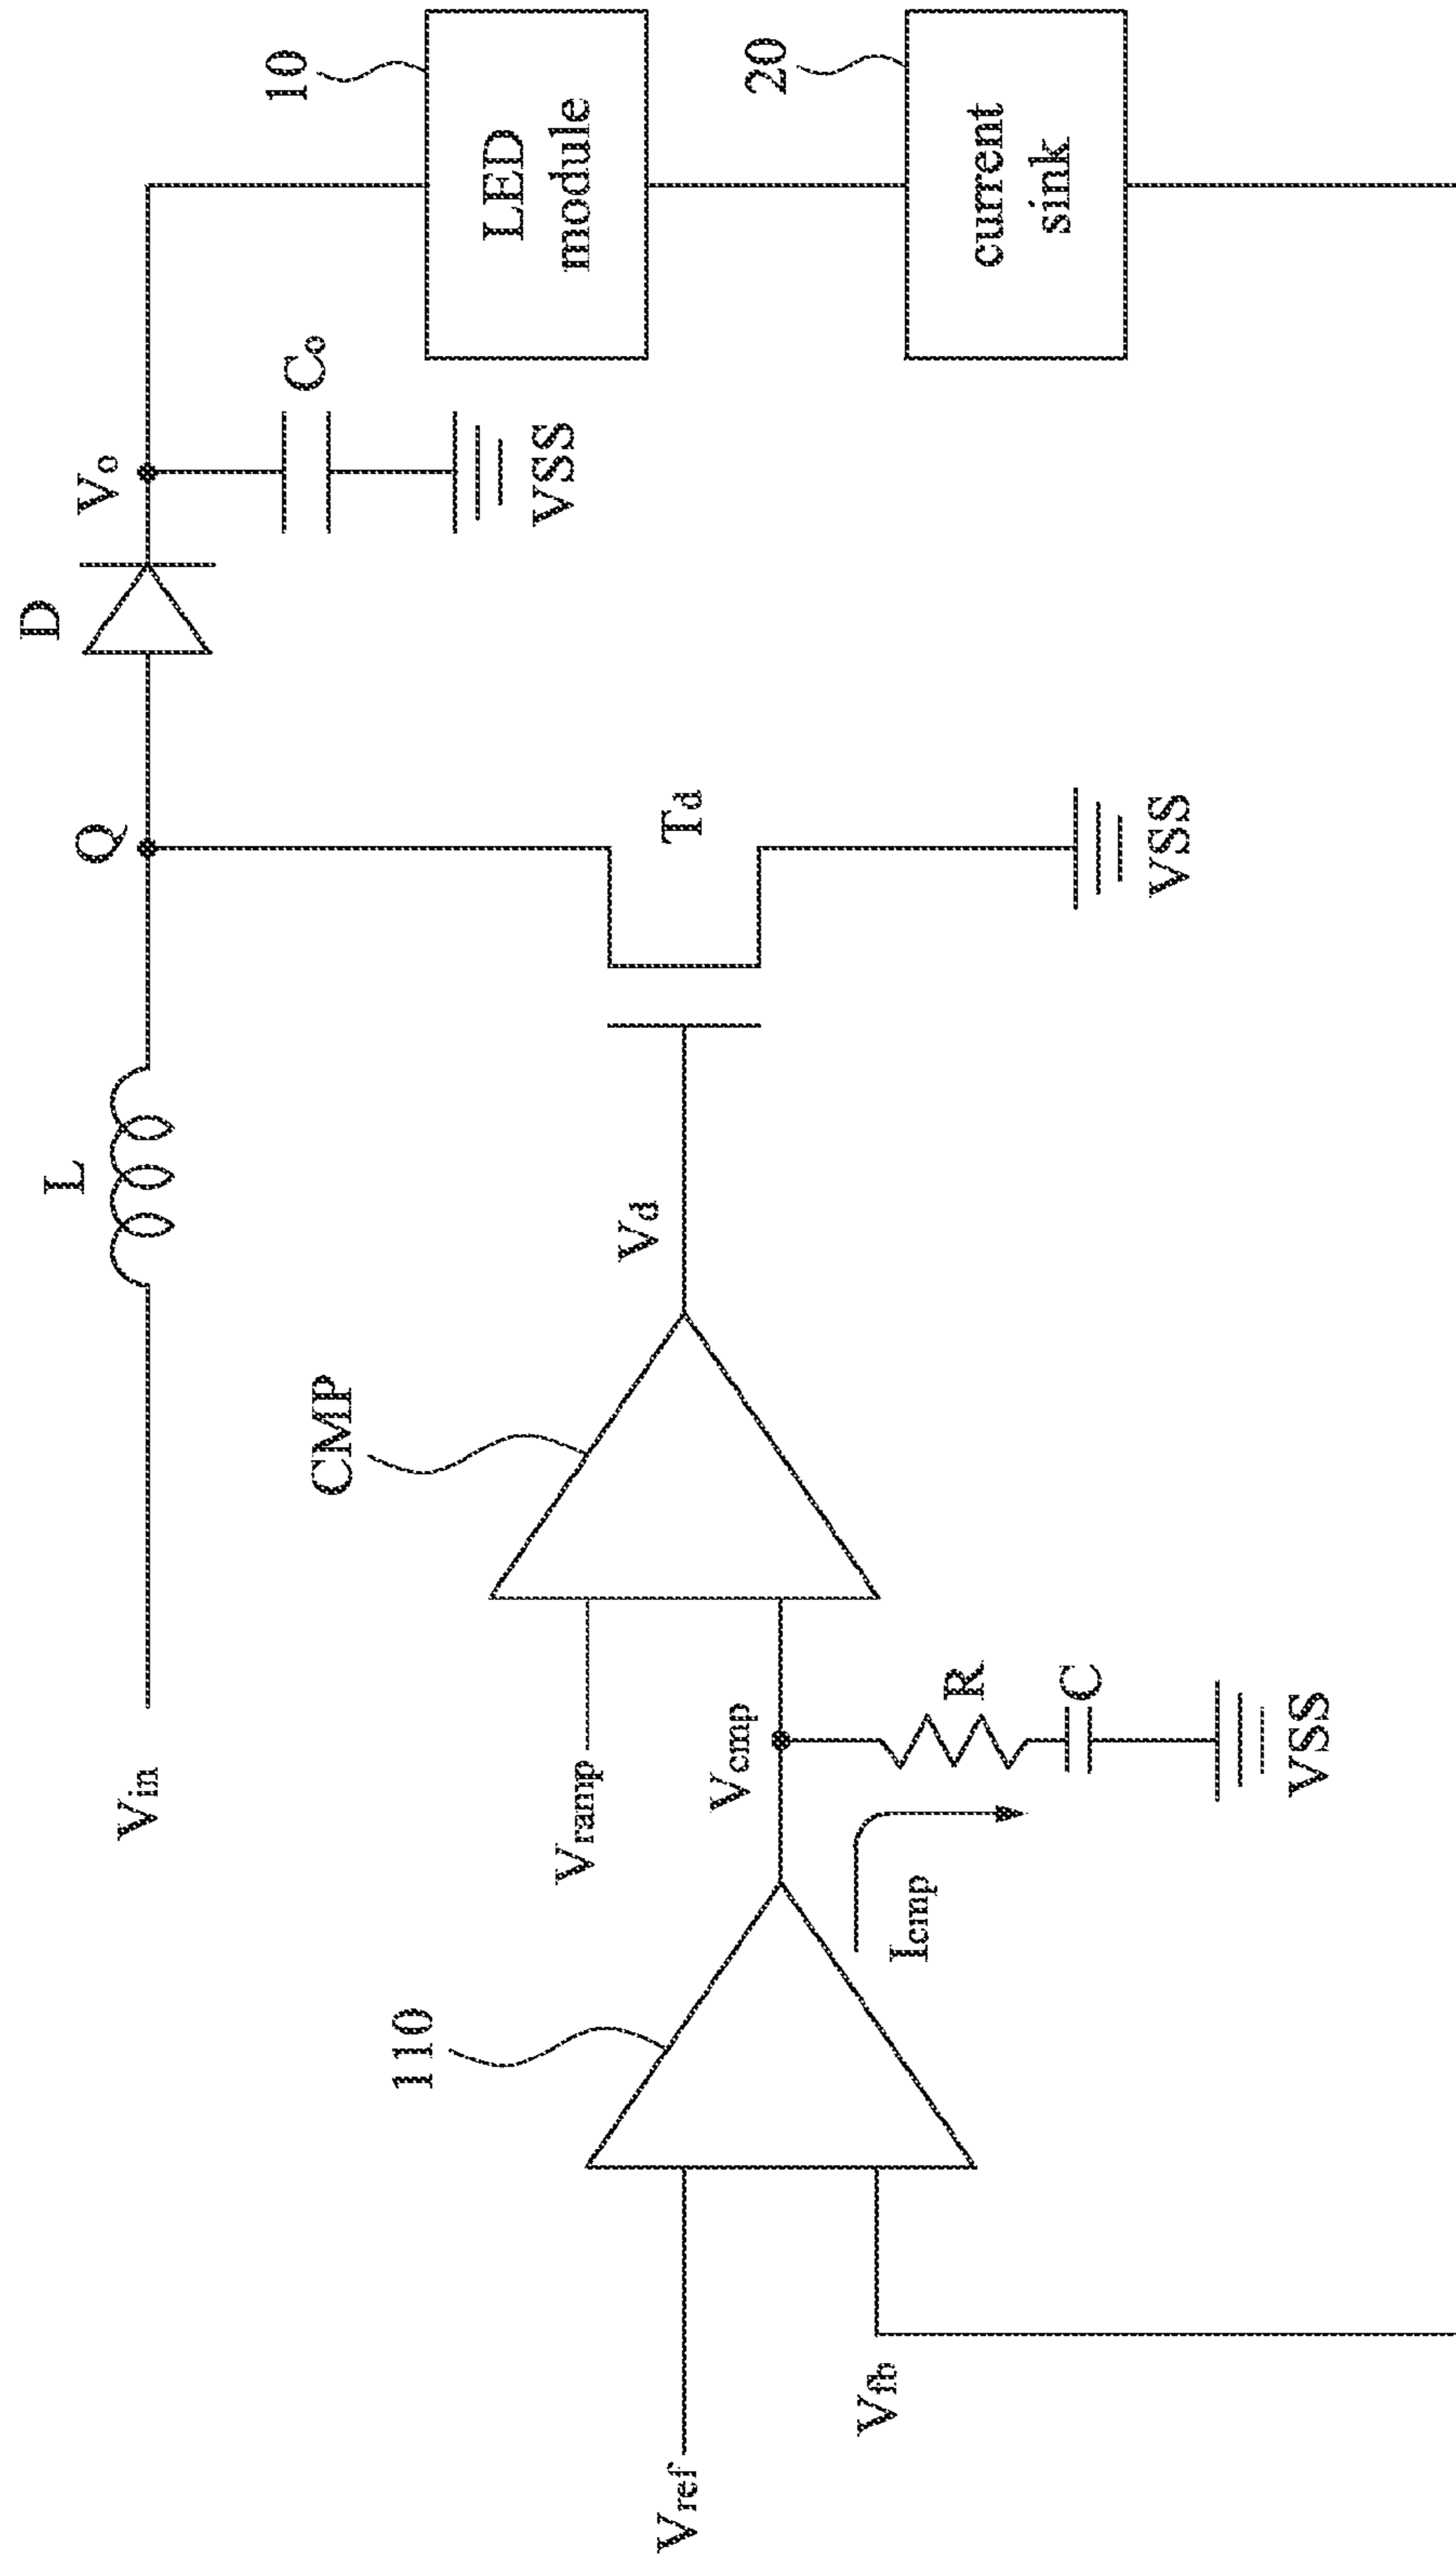 Vin
L
Q
D
Vo
Co
VSS
10
LED
module
20
current
sink
CMP
Vramp
Vd
Td
VSS
110
Vref
Vfb
Vcmp
Icmp
R
C
VSS